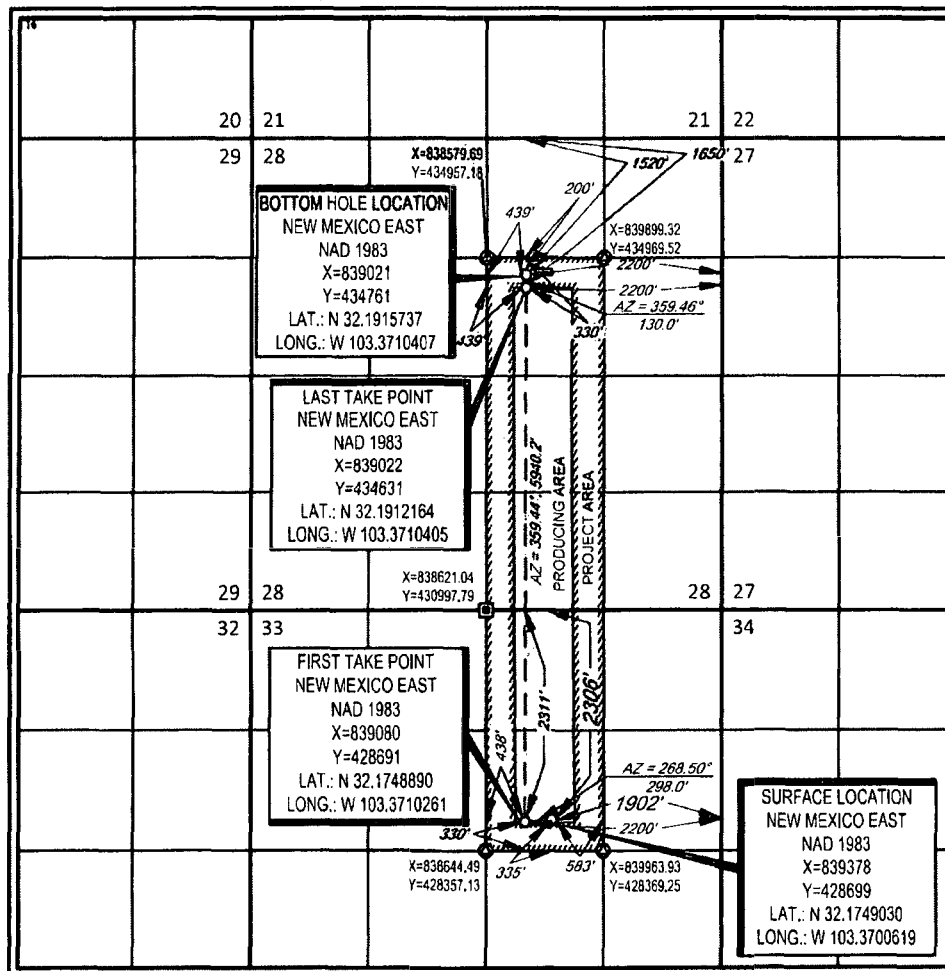 16
20 21
21 22
29 28
27
X=838579.69
Y=434957.18
1520'
1650'
200'
439'
BOTTOM HOLE LOCATION
NEW MEXICO EAST
NAD 1983
X=839021
Y=434761
LAT.: N 32.1915737
LONG.: W 103.3710407
X=839899.32
Y=434969.52
2200'
2200'
AZ = 359.46°
130.0'
330'
439'
LAST TAKE POINT
NEW MEXICO EAST
NAD 1983
X=839022
Y=434631
LAT.: N 32.1912164
LONG.: W 103.3710405
AZ = 359.44°, 5940.2'
PRODUCING AREA
PROJECT AREA
X=838621.04
Y=430997.79
29 28
28 27
32 33
34
FIRST TAKE POINT
NEW MEXICO EAST
NAD 1983
X=839080
Y=428691
LAT.: N 32.1748890
LONG.: W 103.3710261
2311'
2306'
438'
AZ = 268.50°
298.0'
1902'
2200'
330'
335'
583'
X=838644.49
Y=428357.13
X=839963.93
Y=428369.25
SURFACE LOCATION
NEW MEXICO EAST
NAD 1983
X=839378
Y=428699
LAT.: N 32.1749030
LONG.: W 103.3700619